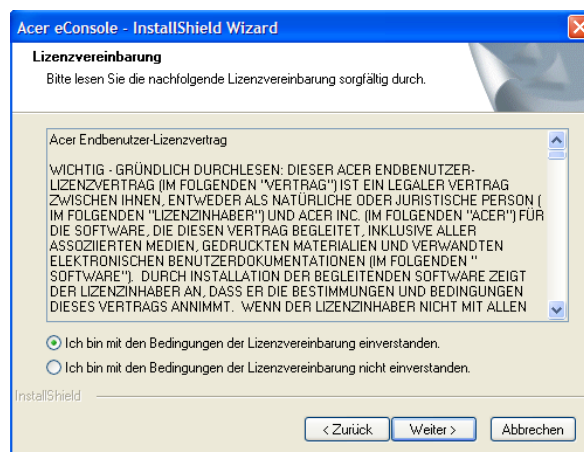 Acer eConsole - InstallShield Wizard
Lizenzvereinbarung
Bitte lesen Sie die nachfolgende Lizenzvereinbarung sorgfältig durch.
Acer Endbenutzer-Lizenzvertrag
WICHTIG - GRÜNDLICH DURCHLESEN: DIESER ACER ENDBENUTZER-
LIZENZVERTRAG (IM FOLGENDEN "VERTRAG") IST EIN LEGALER VERTRAG
ZWISCHEN IHNEN, ENTWEDER ALS NATÜRLICHE ODER JURISTISCHE PERSON (
IM FOLGENDEN "LIZENZINHABER") UND ACER INC. (IM FOLGENDEN "ACER") FÜR
DIE SOFTWARE, DIE DIESEN VERTRAG BEGLEITET, INKLUSIVE ALLER
ASSOZIIERTEN MEDIEN, GEDRUCKTEN MATERIALIEN UND VERWANDTEN
ELEKTRONISCHEN BENUTZERDOKUMENTATIONEN (IM FOLGENDEN "
SOFTWARE"). DURCH INSTALLATION DER BEGLEITENDEN SOFTWARE ZEIGT
DER LIZENZINHABER AN, DASS ER DIE BESTIMMUNGEN UND BEDINGUNGEN
DIESES VERTRAGS ANNIMMT. WENN DER LIZENZINHABER NICHT MIT ALLEN
Ich bin mit den Bedingungen der Lizenzvereinbarung einverstanden.
Ich bin mit den Bedingungen der Lizenzvereinbarung nicht einverstanden.
InstallShield
< Zurück
Weiter >
Abbrechen